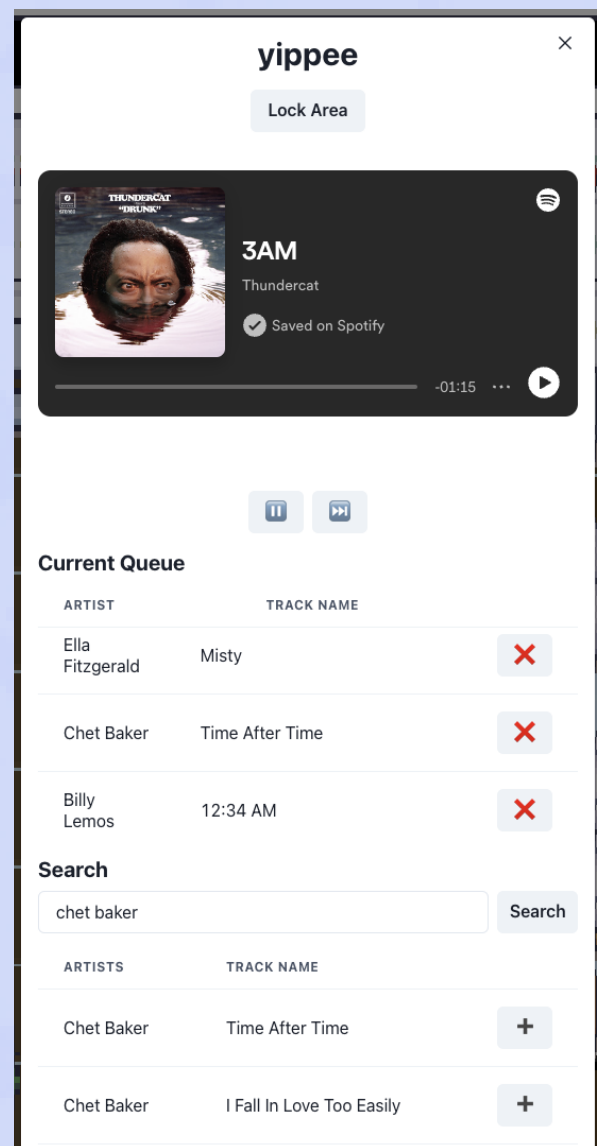 yippee
Lock Area
THUNDERCAT
"DRUNK"
3AM
Thundercat
Saved on Spotify
-01:15
Current Queue
ARTIST TRACK NAME
Ella
Fitzgerald
Misty
Chet Baker Time After Time
Billy
Lemos
12:34 AM
Search
chet baker Search
ARTISTS TRACK NAME
Chet Baker Time After Time
Chet Baker I Fall In Love Too Easily